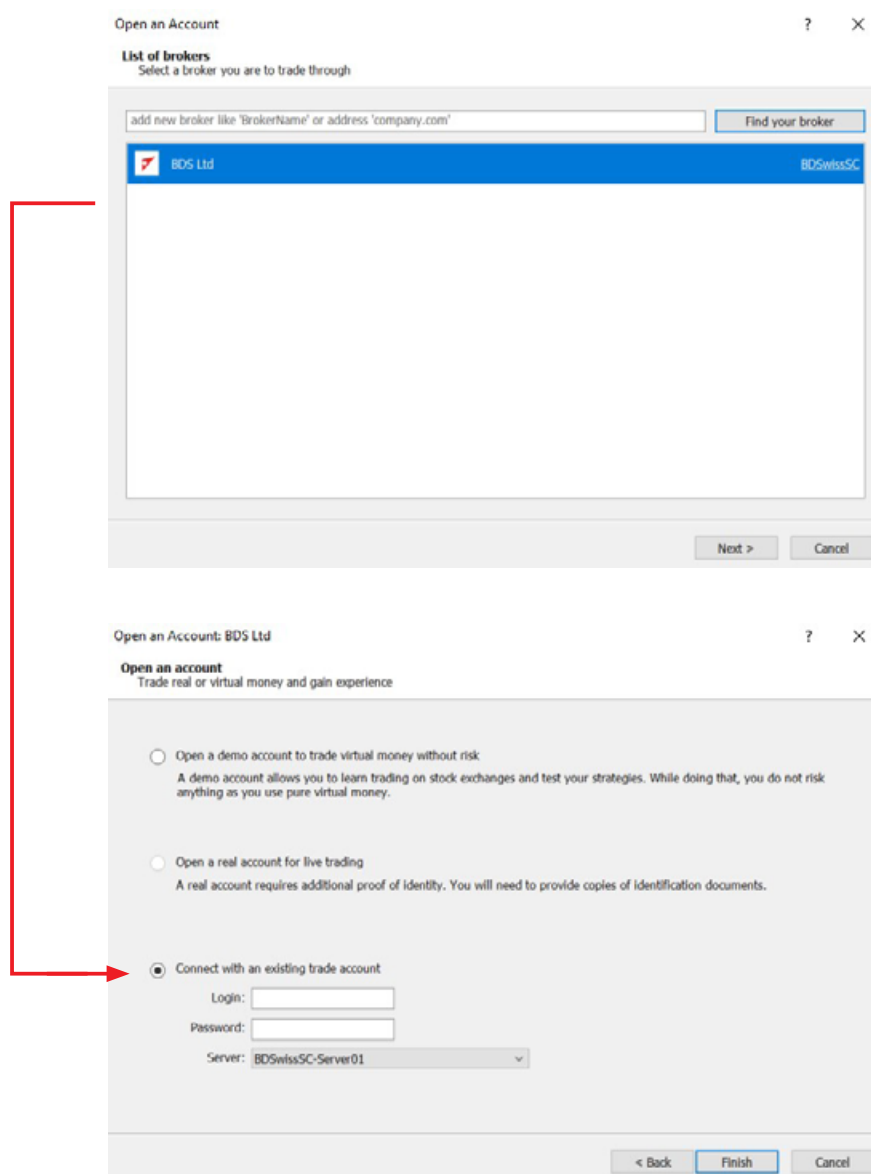 Open an Account
?
List of brokers
Select a broker you are to trade through
add new broker like 'BrokerName' or address 'company.com'
Find your broker
BDS Ltd
BDSwissSC
Next >
Cancel
Open an Account: BDS Ltd
?
Open an account
Trade real or virtual money and gain experience
Open a demo account to trade virtual money without risk
A demo account allows you to learn trading on stock exchanges and test your strategies. While doing that, you do not risk
anything as you use pure virtual money.
Open a real account for live trading
A real account requires additional proof of identity. You will need to provide copies of identification documents.
Connect with an existing trade account
Login:
Password:
Server: BDSwissSC-Server01
< Back
Finish
Cancel